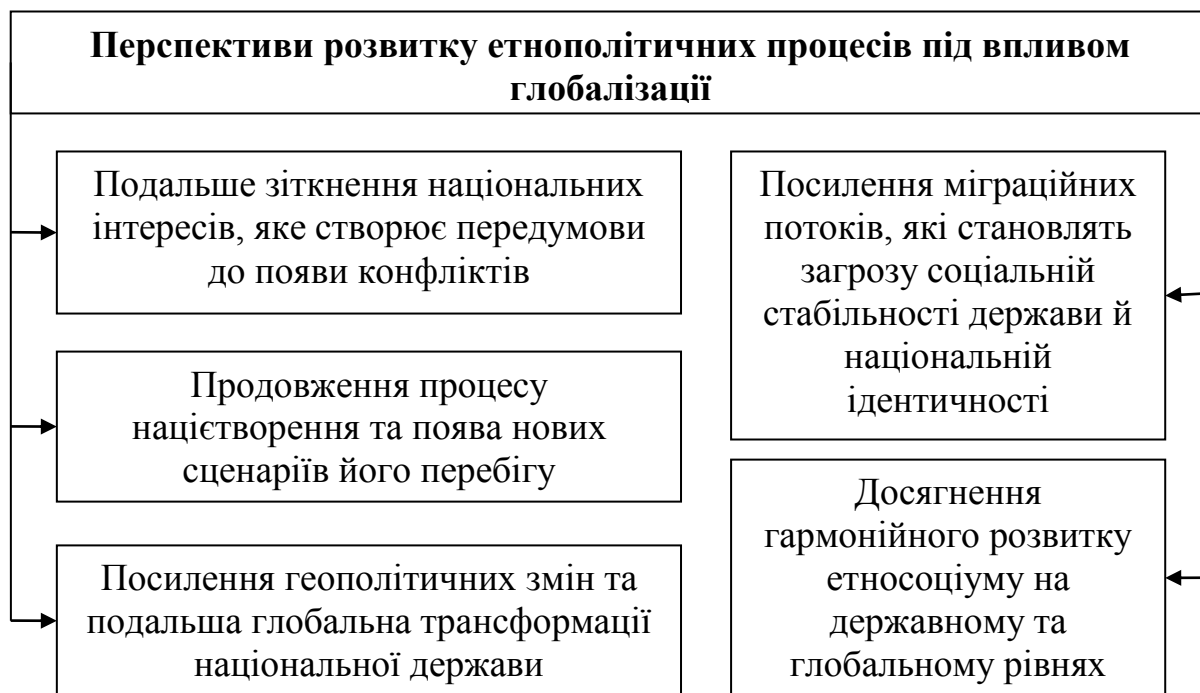 Перспективи розвитку етнополітичних процесів під впливом
глобалізації
Подальше зіткнення національних
інтересів, яке створює передумови
до появи конфліктів
Продовження процесу
націєтворення та поява нових
сценаріїв його перебігу
Посилення геополітичних змін та
подальша глобальна трансформації
національної держави
Посилення міграційних
потоків, які становлять
загрозу соціальній
стабільності держави й
національній
ідентичності
Досягнення
гармонійного розвитку
етносоціуму на
державному та
глобальному рівнях